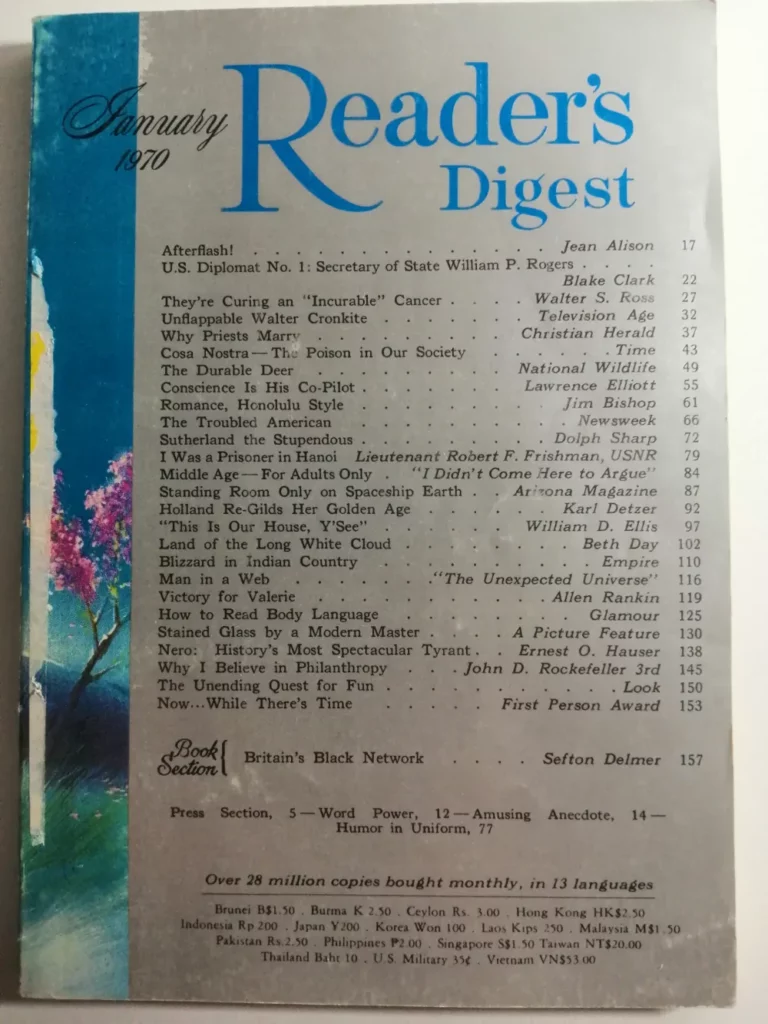 January
1970
Reader's
Digest
Afterflash! . . . . . . . . . . . . . . Jean Alison 17
U.S. Diplomat No. 1: Secretary of State William P. Rogers . . . .
Blake Clark 22
They're Curing an "Incurable" Cancer . . . . Walter S. Ross 27
Unflappable Walter Cronkite . . . . . . . Television Age 32
Why Priests Marry . . . . . . . . . Christian Herald 37
Cosa Nostra — The Poison in Our Society . . . . . . Time 43
The Durable Deer . . . . . . . . . National Wildlife 49
Conscience Is His Co-Pilot . . . . . . . Lawrence Elliott 55
Romance, Honolulu Style . . . . . . . . Jim Bishop 61
The Troubled American . . . . . . . . . Newsweek 66
Sutherland the Stupendous . . . . . . . . Dolph Sharp 72
I Was a Prisoner in Hanoi Lieutenant Robert F. Frishman, USNR 79
Middle Age — For Adults Only . "I Didn't Come Here to Argue" 84
Standing Room Only on Spaceship Earth . . Arizona Magazine 87
Holland Re-Gilds Her Golden Age . . . . . . Karl Detzer 92
"This Is Our House, Y'See" . . . . . . William D. Ellis 97
Land of the Long White Cloud . . . . . . . . Beth Day 102
Blizzard in Indian Country . . . . . . . . . . Empire 110
Man in a Web . . . . . . . "The Unexpected Universe" 116
Victory for Valerie . . . . . . . . . . . Allen Rankin 119
How to Read Body Language . . . . . . . . Glamour 125
Stained Glass by a Modern Master . . . . A Picture Feature 130
Nero: History's Most Spectacular Tyrant . . Ernest O. Hauser 138
Why I Believe in Philanthropy . . . John D. Rockefeller 3rd 145
The Unending Quest for Fun . . . . . . . . . . . Look 150
Now...While There's Time . . . . . First Person Award 153
Book
Section { Britain's Black Network . . . . Sefton Delmer 157
Press Section, 5 — Word Power, 12 — Amusing Anecdote, 14 —
Humor in Uniform, 77
Over 28 million copies bought monthly, in 13 languages
Brunei B$1.50 . Burma K 2.50 . Ceylon Rs. 3.00 . Hong Kong HK$2.50
Indonesia Rp 200 . Japan Y200 . Korea Won 100 . Laos Kips 250 . Malaysia M$1.50
Pakistan Rs.2.50 . Philippines ₱2.00 . Singapore S$1.50 Taiwan NT$20.00
Thailand Baht 10 . U.S. Military 35¢ . Vietnam VN$53.00